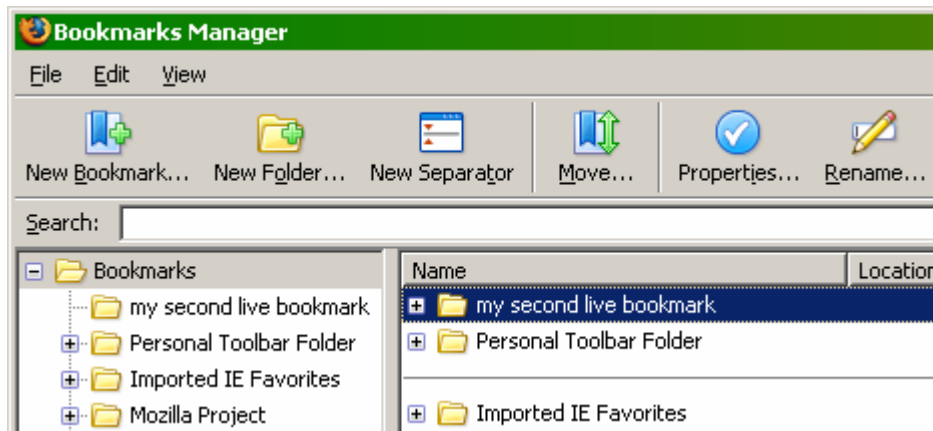 Bookmarks Manager
File Edit View
New Bookmark... New Folder... New Separator Move... Properties... Rename...
Search:
Bookmarks
my second live bookmark
Personal Toolbar Folder
Imported IE Favorites
Mozilla Project
Name Location
my second live bookmark
Personal Toolbar Folder
Imported IE Favorites